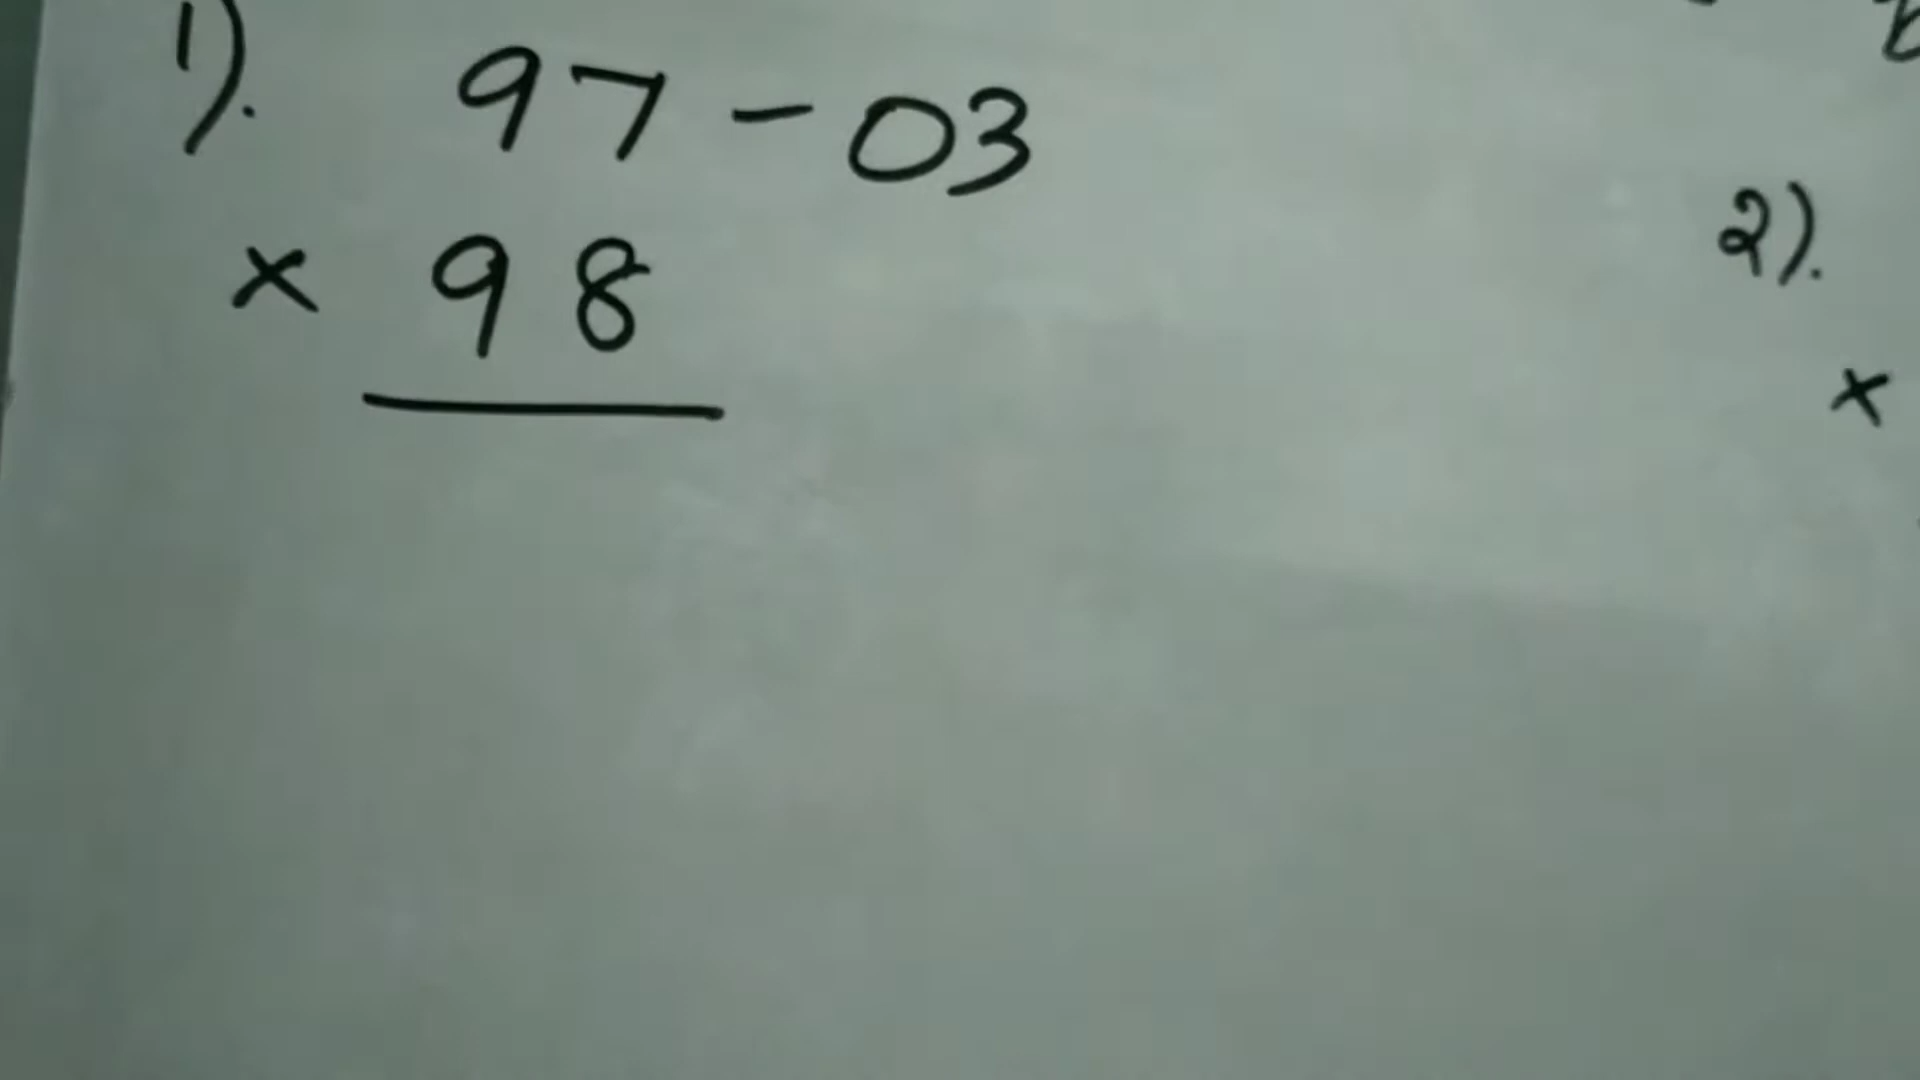 1). 97 - 03
× 98
2).
×